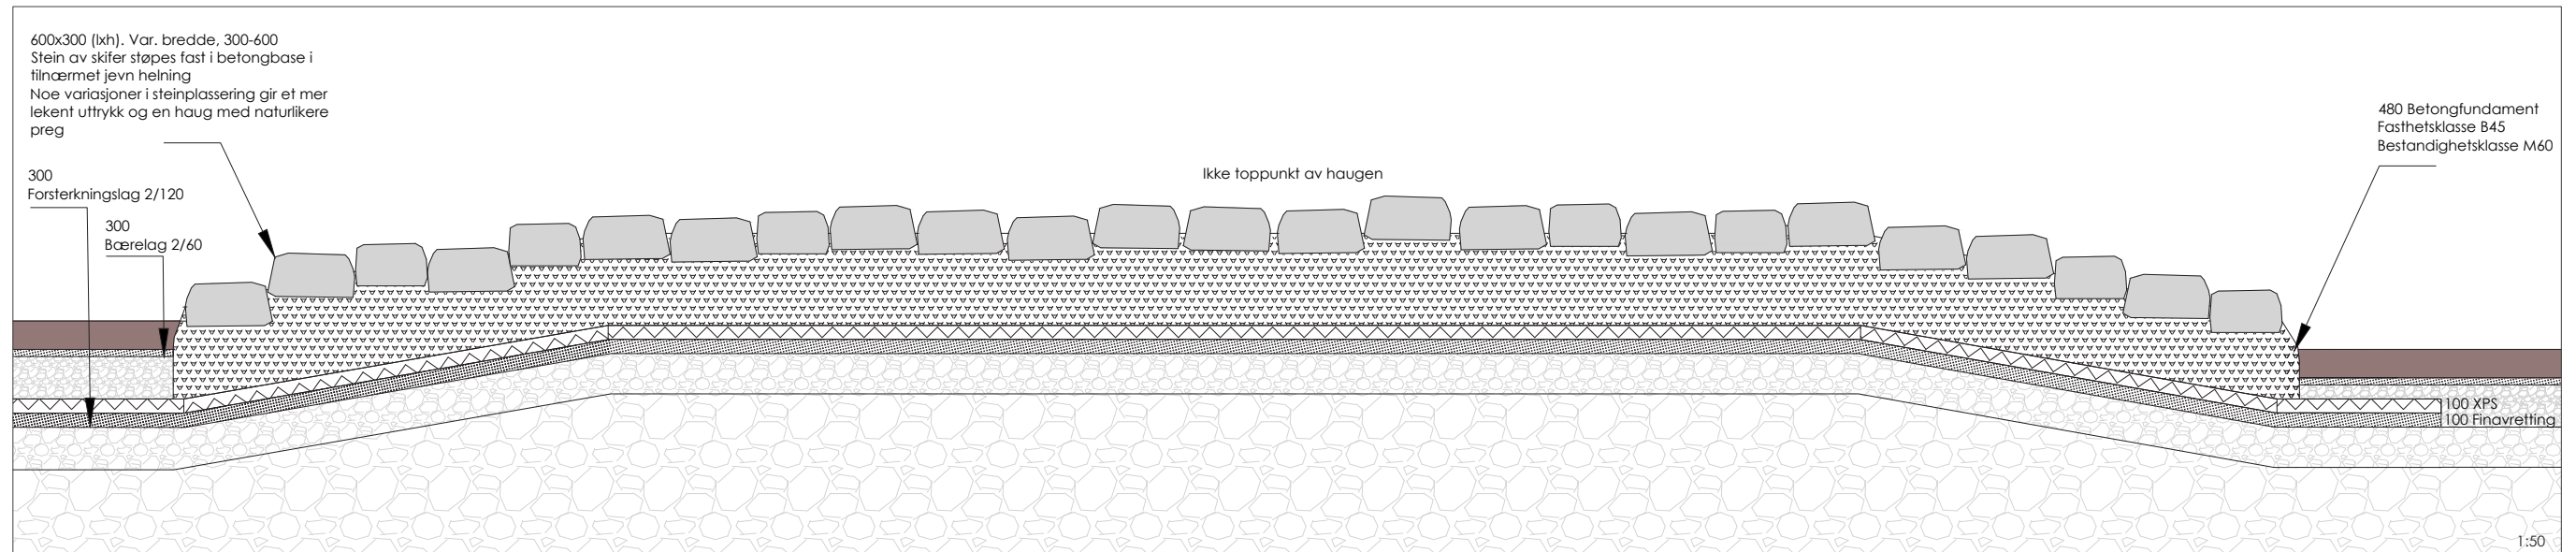 600x300 (lxh). Var. bredde, 300-600
Stein av skifer støpes fast i betongbase i
tilnærmet jevn helning
Noe variasjoner i steinplassering gir et mer
lekent uttrykk og en haug med naturlikere
preg
300
Forsterkningslag 2/120
300
Bærelag 2/60
Ikke toppunkt av haugen
480 Betongfundament
Fasthetsklasse B45
Bestandighetsklasse M60
100 XPS
100 Finavretting
1:50